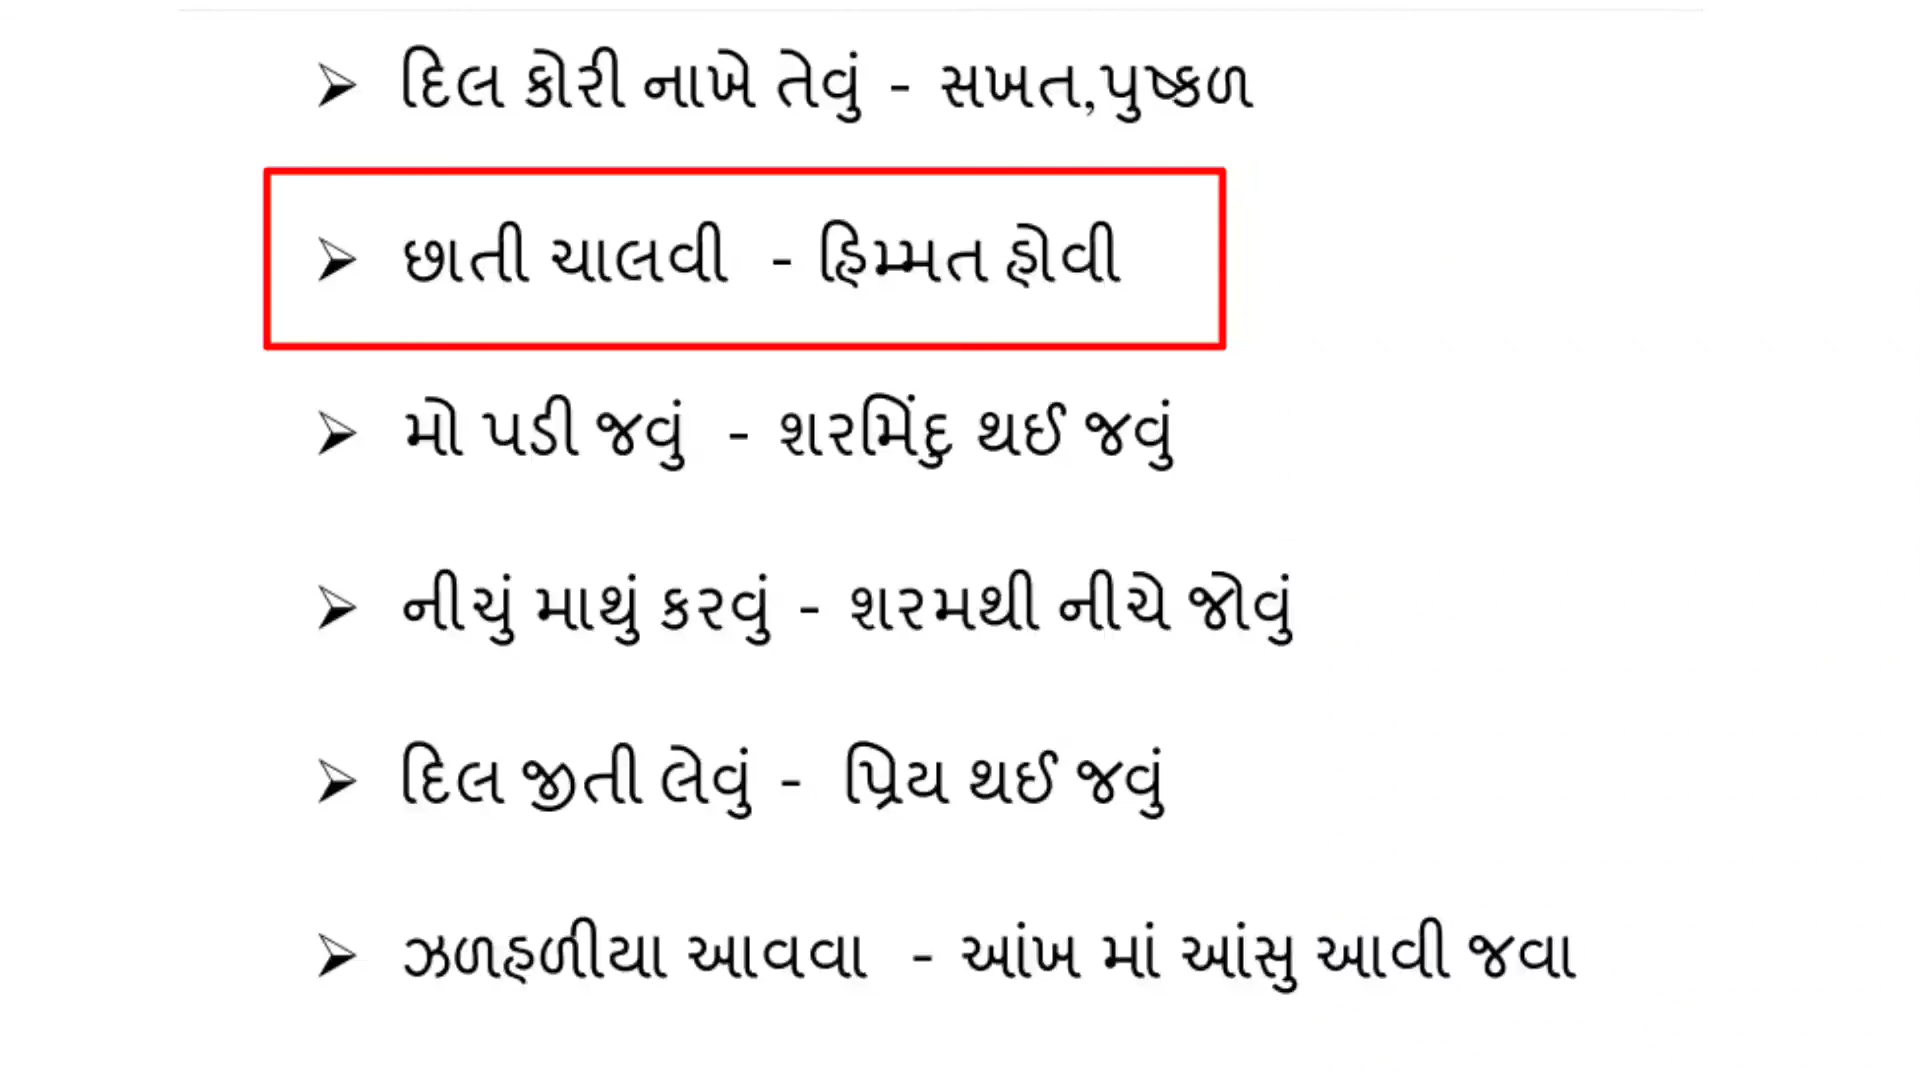 ➢ દિલ કોરી નાખે તેવું - સખત,પુષ્કળ
➢ છાતી ચાલવી - હિમ્મત હોવી
➢ મો પડી જવું - શરમિંદુ થઈ જવું
➢ નીચું માથું કરવું - શરમથી નીચે જોવું
➢ દિલ જીતી લેવું - પ્રિય થઈ જવું
➢ ઝળહળીયા આવવા - આંખ માં આંસુ આવી જવા